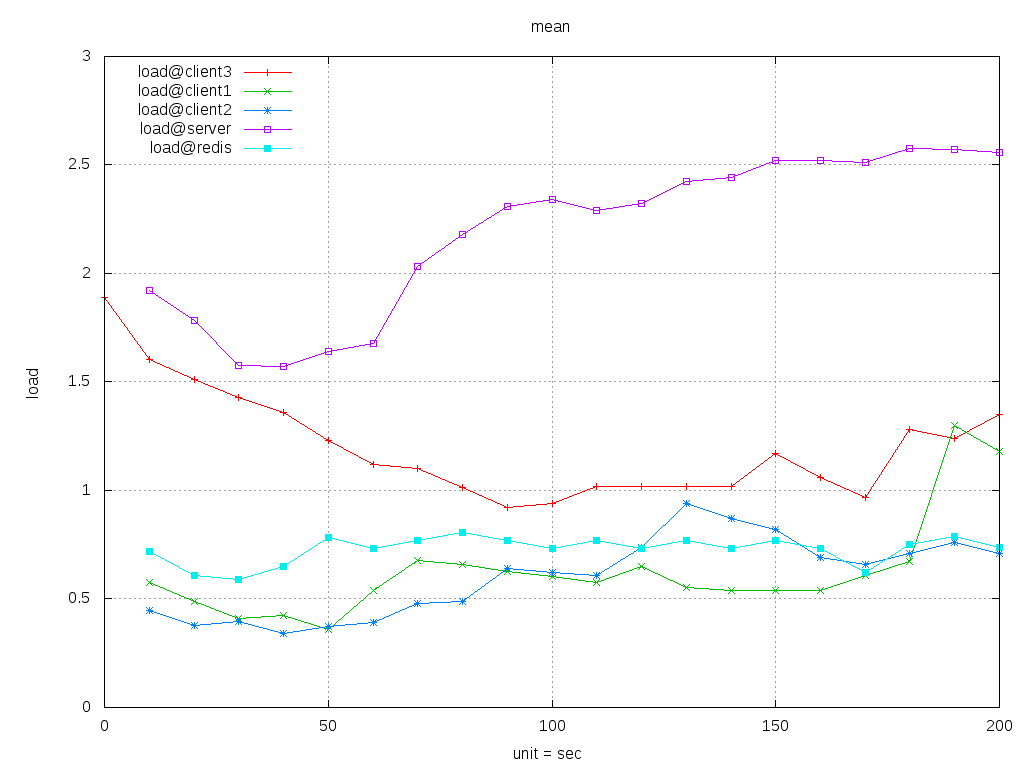 mean
3
2.5
2
1.5
1
0.5
0
load
load@client3
load@client1
load@client2
load@server
load@redis
0
50
100
150
200
unit = sec